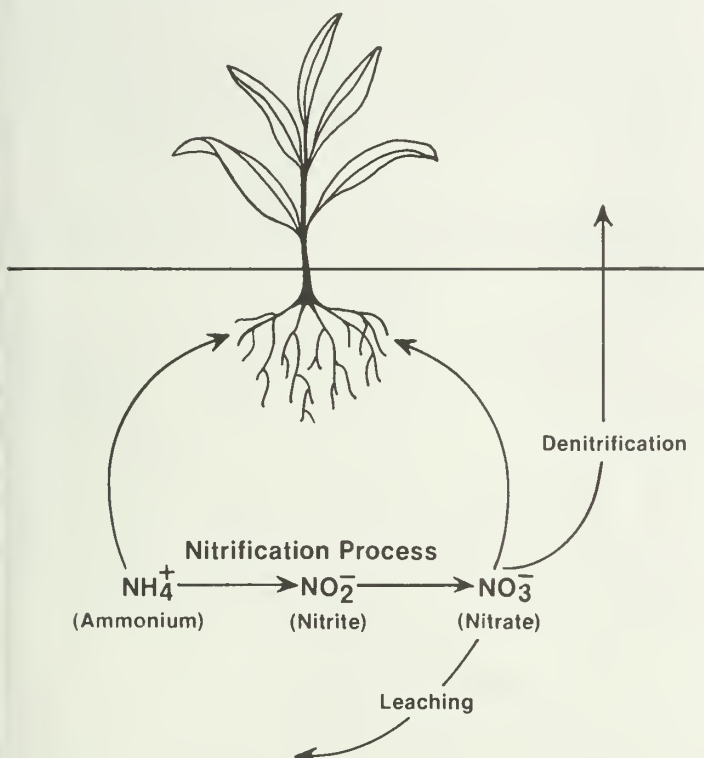 Denitrification
Nitrification Process
NH₄⁺ NO₂⁻ NO₃⁻
(Ammonium) (Nitrite) (Nitrate)
Leaching